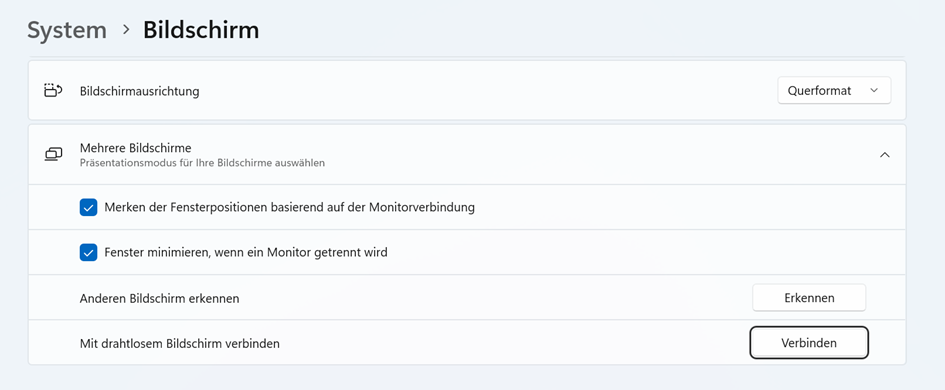 System > Bildschirm
Bildschirmausrichtung
Querformat
Mehrere Bildschirme
Präsentationsmodus für Ihre Bildschirme auswählen
Merken der Fensterpositionen basierend auf der Monitorverbindung
Fenster minimieren, wenn ein Monitor getrennt wird
Anderen Bildschirm erkennen
Erkennen
Mit drahtlosem Bildschirm verbinden
Verbinden